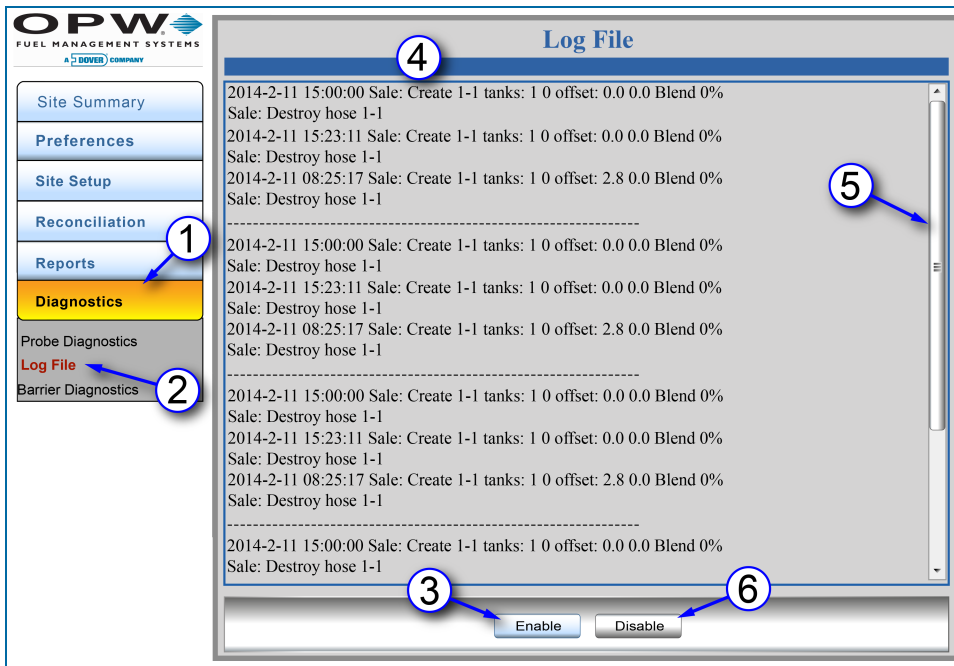 OPW
FUEL MANAGEMENT SYSTEMS
A DOVER COMPANY
Site Summary
Preferences
Site Setup
Reconciliation
1
Reports
Diagnostics
Probe Diagnostics
Log File
2
Barrier Diagnostics
Log File
4
2014-2-11 15:00:00 Sale: Create 1-1 tanks: 1 0 offset: 0.0 0.0 Blend 0%
Sale: Destroy hose 1-1
2014-2-11 15:23:11 Sale: Create 1-1 tanks: 1 0 offset: 0.0 0.0 Blend 0%
Sale: Destroy hose 1-1
2014-2-11 08:25:17 Sale: Create 1-1 tanks: 1 0 offset: 2.8 0.0 Blend 0%
Sale: Destroy hose 1-1
5
----------------------------------------------------------------
2014-2-11 15:00:00 Sale: Create 1-1 tanks: 1 0 offset: 0.0 0.0 Blend 0%
Sale: Destroy hose 1-1
2014-2-11 15:23:11 Sale: Create 1-1 tanks: 1 0 offset: 0.0 0.0 Blend 0%
Sale: Destroy hose 1-1
2014-2-11 08:25:17 Sale: Create 1-1 tanks: 1 0 offset: 2.8 0.0 Blend 0%
Sale: Destroy hose 1-1
----------------------------------------------------------------
2014-2-11 15:00:00 Sale: Create 1-1 tanks: 1 0 offset: 0.0 0.0 Blend 0%
Sale: Destroy hose 1-1
2014-2-11 15:23:11 Sale: Create 1-1 tanks: 1 0 offset: 0.0 0.0 Blend 0%
Sale: Destroy hose 1-1
2014-2-11 08:25:17 Sale: Create 1-1 tanks: 1 0 offset: 2.8 0.0 Blend 0%
Sale: Destroy hose 1-1
----------------------------------------------------------------
2014-2-11 15:00:00 Sale: Create 1-1 tanks: 1 0 offset: 0.0 0.0 Blend 0%
Sale: Destroy hose 1-1
3
6
Enable
Disable